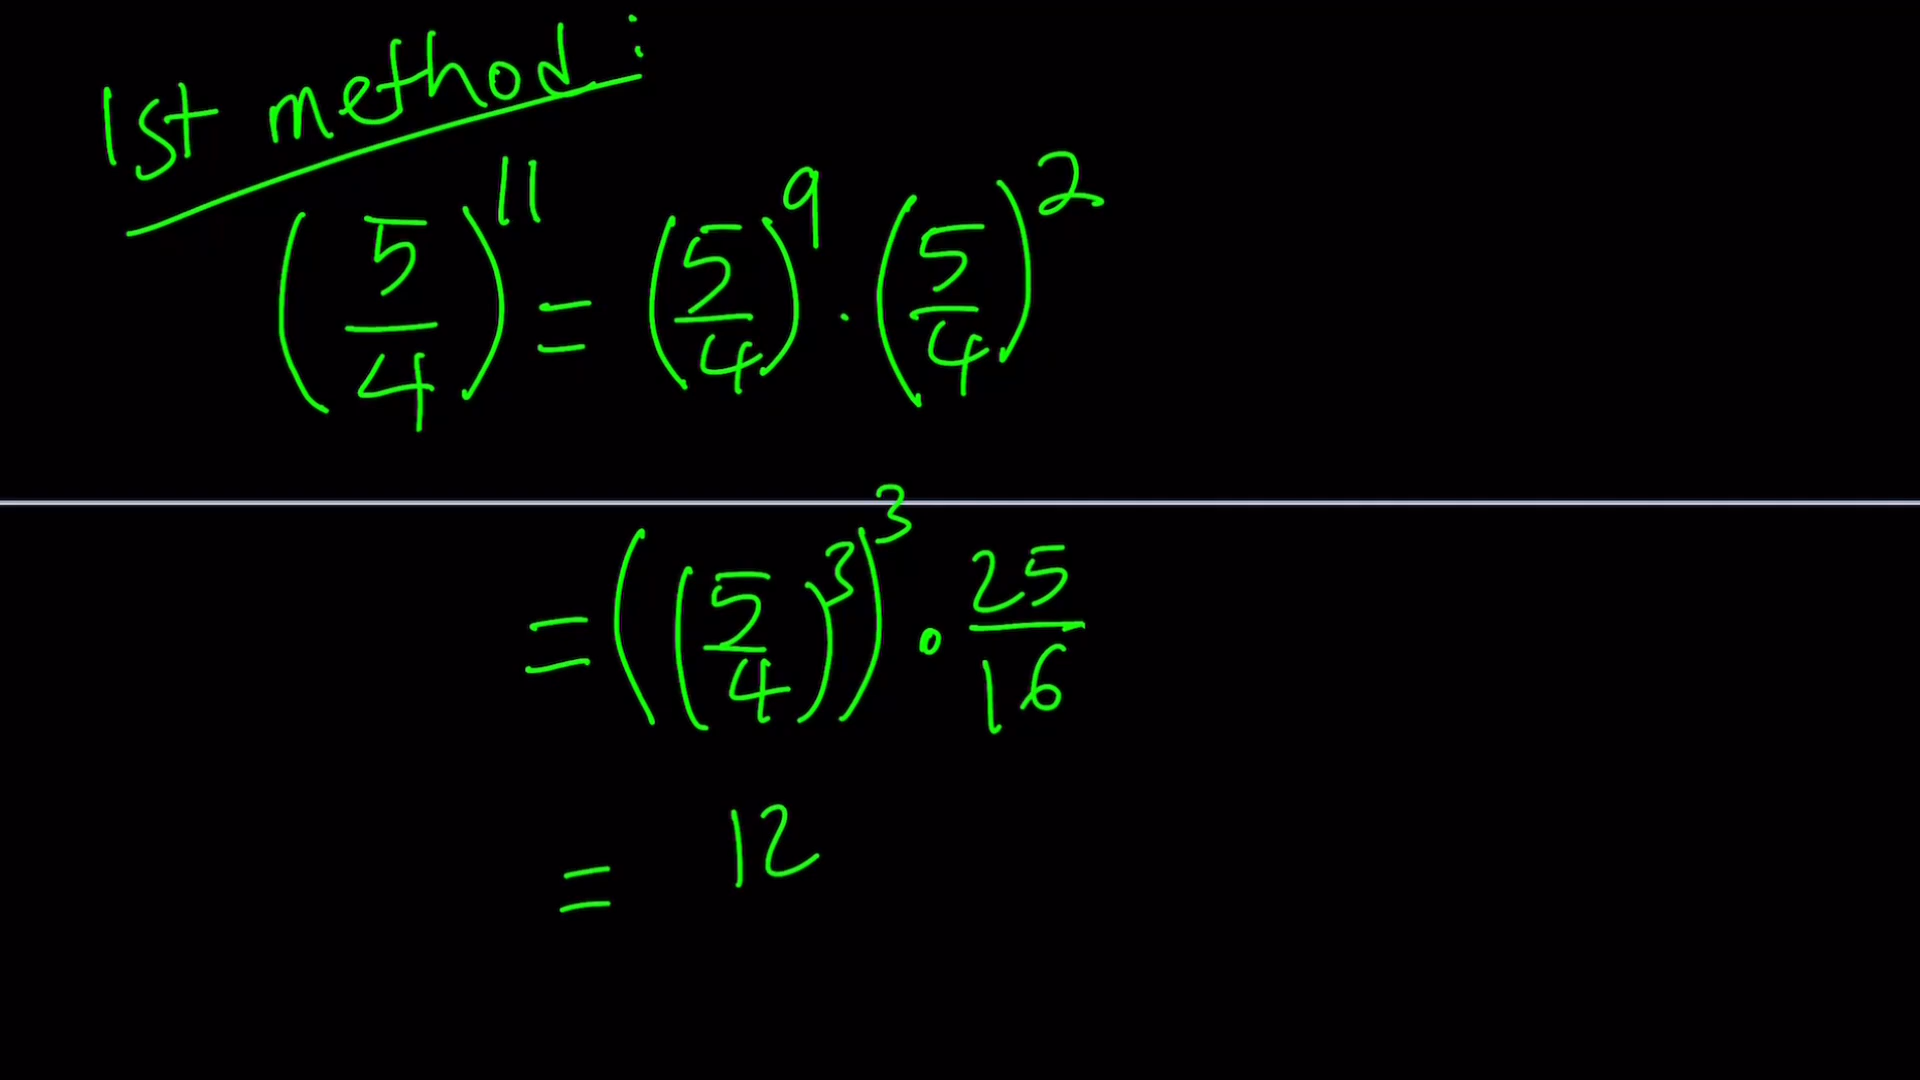 1st method:
(5/4)^11 = (5/4)^9 · (5/4)^2
= ((5/4)^3)^3 · 25/16
= 12